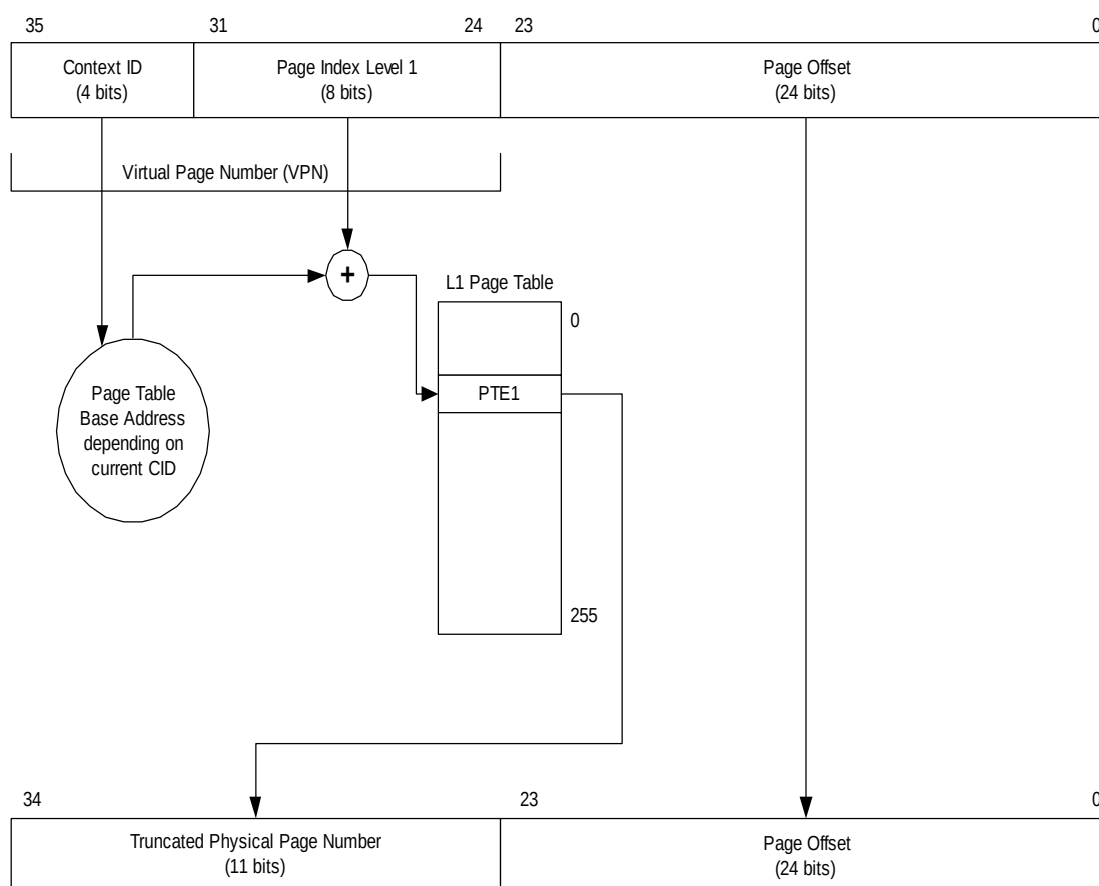 35
31
24
23
0
Context ID
(4 bits)
Page Index Level 1
(8 bits)
Page Offset
(24 bits)
Virtual Page Number (VPN)
+
L1 Page Table
0
PTE1
Page Table
Base Address
depending on
current CID
255
34
23
0
Truncated Physical Page Number
(11 bits)
Page Offset
(24 bits)